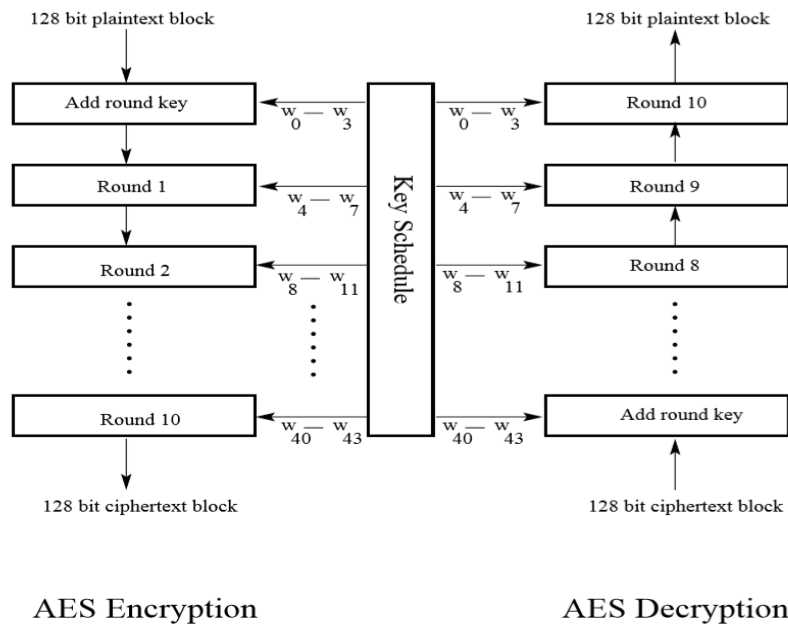 128 bit plaintext block
128 bit plaintext block
Add round key
w0 — w3
w0 — w3
Round 10
Round 1
w4 — w7
Key Schedule
w4 — w7
Round 9
Round 2
w8 — w11
w8 — w11
Round 8
Round 10
w40 — w43
w40 — w43
Add round key
128 bit ciphertext block
128 bit ciphertext block
AES Encryption
AES Decryption